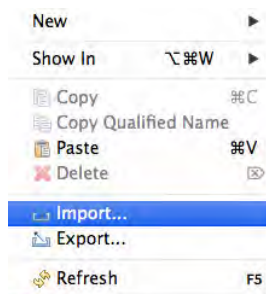 New ▶
Show In ⌥⌘W ▶
Copy ⌘C
Copy Qualified Name
Paste ⌘V
Delete ⌦
Import...
Export...
Refresh F5